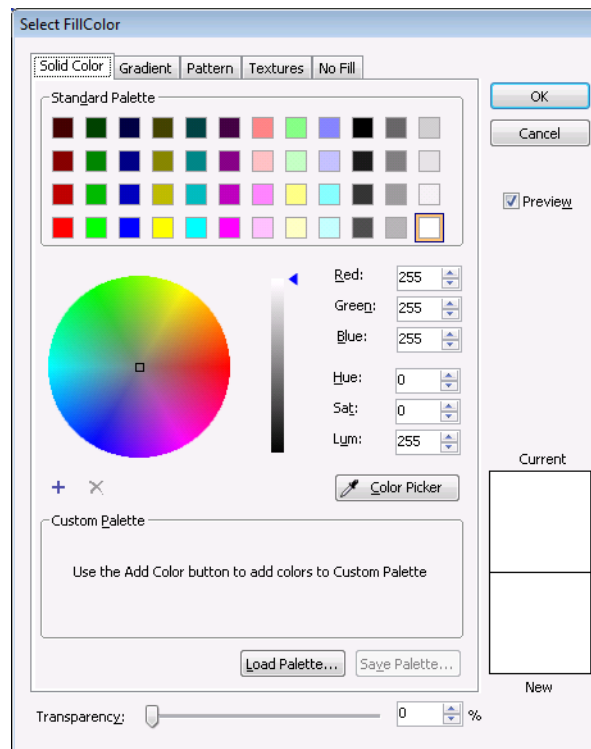 Select FillColor
Solid Color Gradient Pattern Textures No Fill
Standard Palette
OK
Cancel
Preview
Red: 255
Green: 255
Blue: 255
Hue: 0
Sat: 0
Lum: 255
Color Picker
Current
Custom Palette
Use the Add Color button to add colors to Custom Palette
Load Palette... Save Palette...
New
Transparency: 0 %